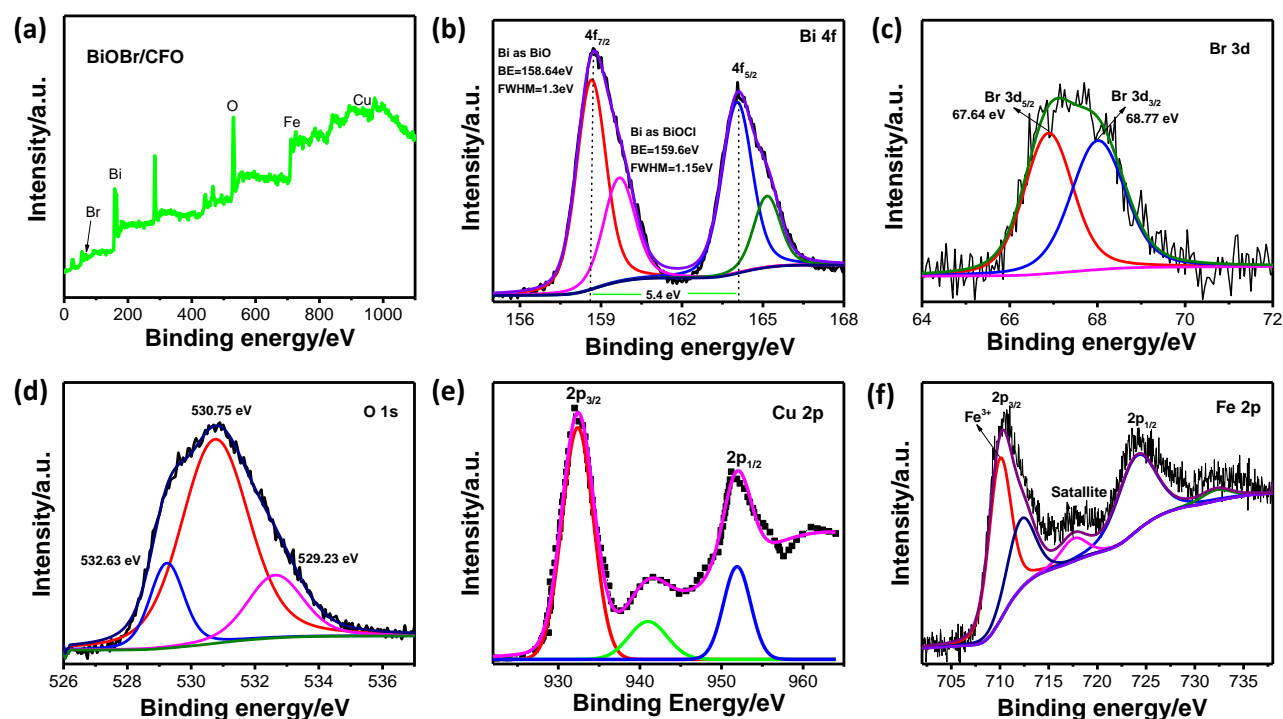 (a)
BiOBr/CFO
Br
Bi
O
Fe
Cu
Intensity/a.u.
0 200 400 600 800 1000
Binding energy/eV
(b)
Bi 4f
4f7/2
4f5/2
Bi as BiO
BE=158.64eV
FWHM=1.3eV
Bi as BiOCl
BE=159.6eV
FWHM=1.15eV
5.4 eV
Intensity/a.u.
156 159 162 165 168
Binding energy/eV
(c)
Br 3d
Br 3d5/2
67.64 eV
Br 3d3/2
68.77 eV
Intensity/a.u.
64 66 68 70 72
Binding energy/eV
(d)
O 1s
530.75 eV
532.63 eV
529.23 eV
Intensity/a.u.
526 528 530 532 534 536
Binding energy/eV
(e)
Cu 2p
2p3/2
2p1/2
Intensity/a.u.
930 940 950 960
Binding Energy/eV
(f)
Fe 2p
2p3/2
Fe3+
Satallite
2p1/2
Intensity/a.u.
705 710 715 720 725 730 735
Binding Energy/eV